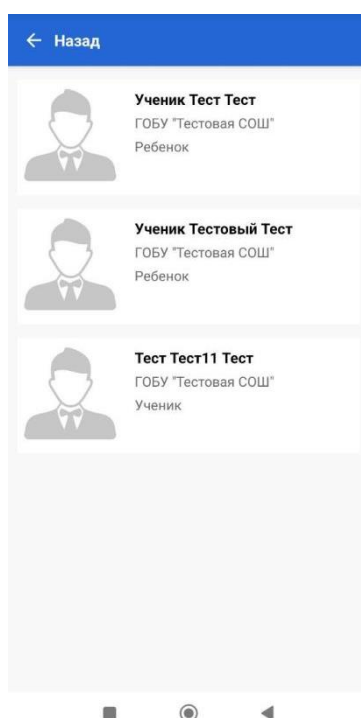 Назад
Ученик Тест Тест
ГОБУ "Тестовая СОШ"
Ребенок
Ученик Тестовый Тест
ГОБУ "Тестовая СОШ"
Ребенок
Тест Тест11 Тест
ГОБУ "Тестовая СОШ"
Ученик